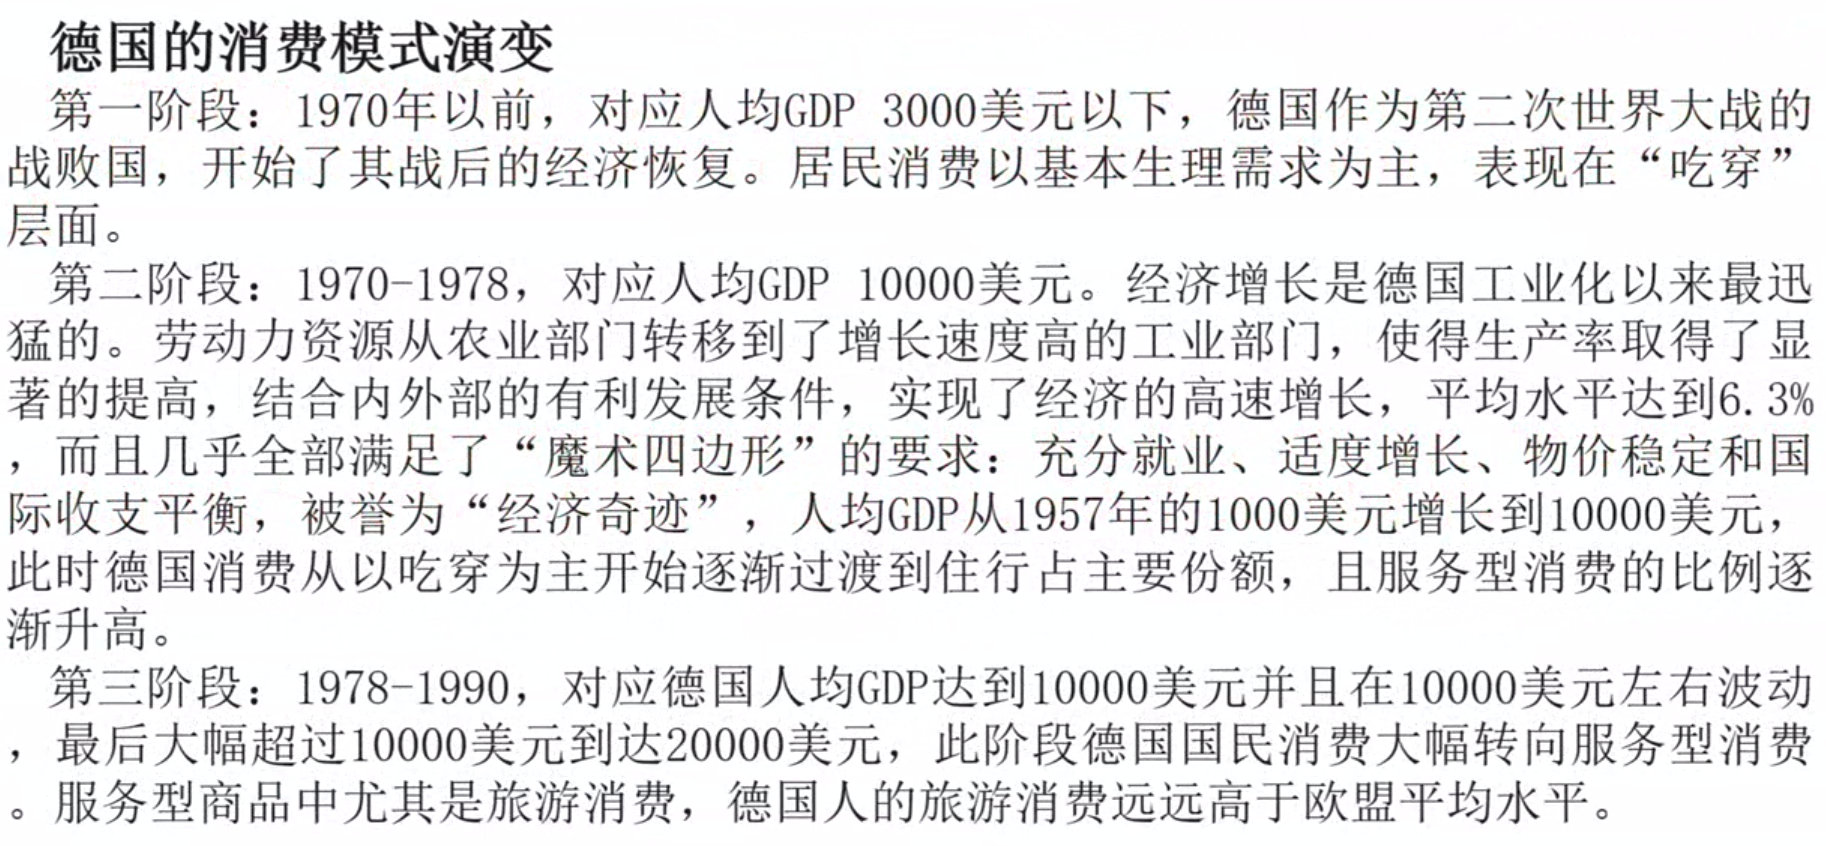 德国的消费模式演变
第一阶段：1970年以前，对应人均GDP 3000美元以下，德国作为第二次世界大战的
战败国，开始了其战后的经济恢复。居民消费以基本生理需求为主，表现在“吃穿”
层面。
第二阶段：1970-1978，对应人均GDP 10000美元。经济增长是德国工业化以来最迅
猛的。劳动力资源从农业部门转移到了增长速度高的工业部门，使得生产率取得了显
著的提高，结合内外部的有利发展条件，实现了经济的高速增长，平均水平达到6.3%
，而且几乎全部满足了“魔术四边形”的要求：充分就业、适度增长、物价稳定和国
际收支平衡，被誉为“经济奇迹”，人均GDP从1957年的1000美元增长到10000美元，
此时德国消费从以吃穿为主开始逐渐过渡到住行占主要份额，且服务型消费的比例逐
渐升高。
第三阶段：1978-1990，对应德国人均GDP达到10000美元并且在10000美元左右波动
，最后大幅超过10000美元到达20000美元，此阶段德国国民消费大幅转向服务型消费
。服务型商品中尤其是旅游消费，德国人的旅游消费远远高于欧盟平均水平。